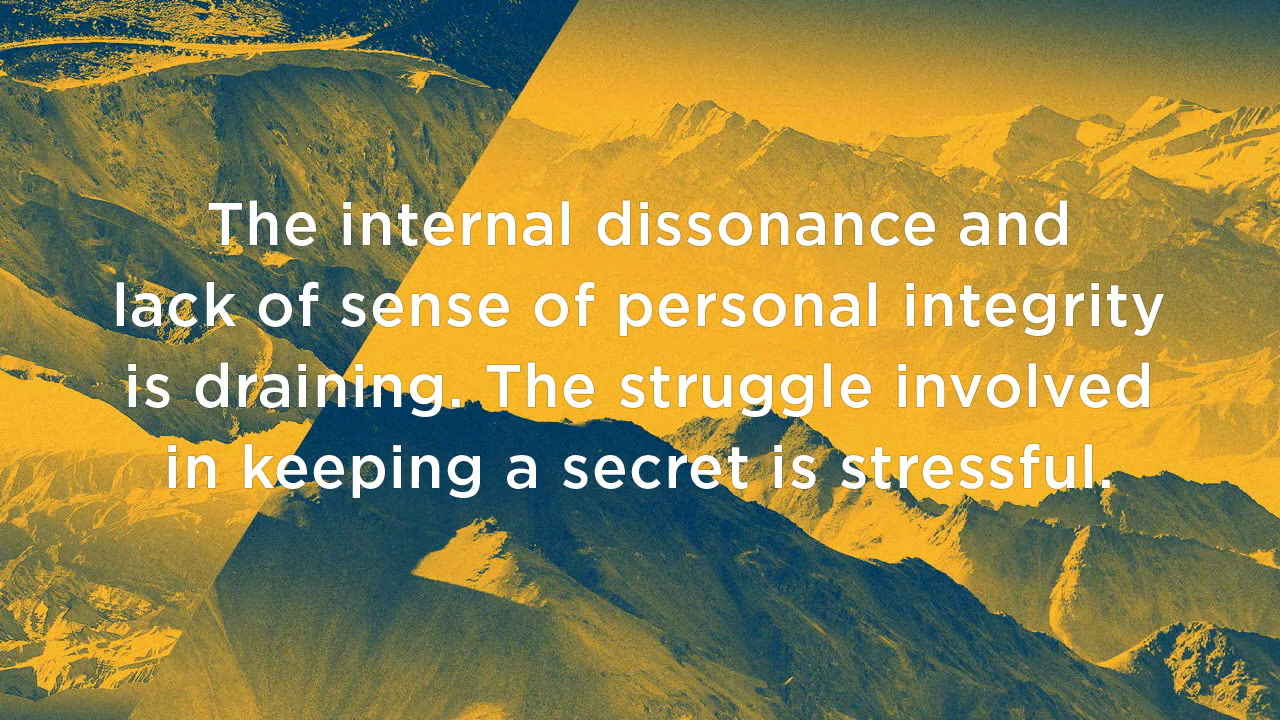 The internal dissonance and
lack of sense of personal integrity
is draining. The struggle involved
in keeping a secret is stressful.